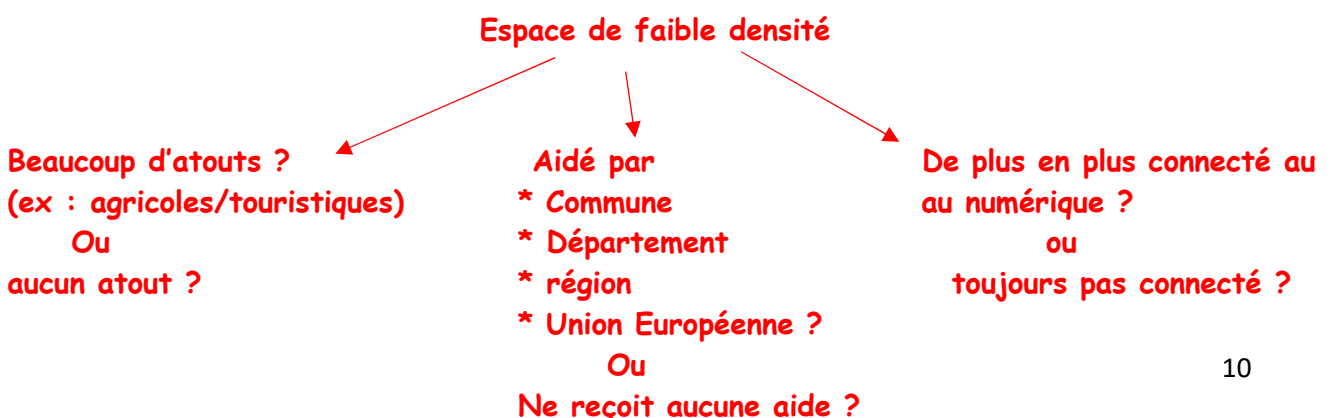 Espace de faible densité
Beaucoup d'atouts ?
(ex : agricoles/touristiques)
Ou
aucun atout ?
Aidé par
* Commune
* Département
* région
* Union Européenne ?
Ou
Ne reçoit aucune aide ?
De plus en plus connecté au
au numérique ?
ou
toujours pas connecté ?
10